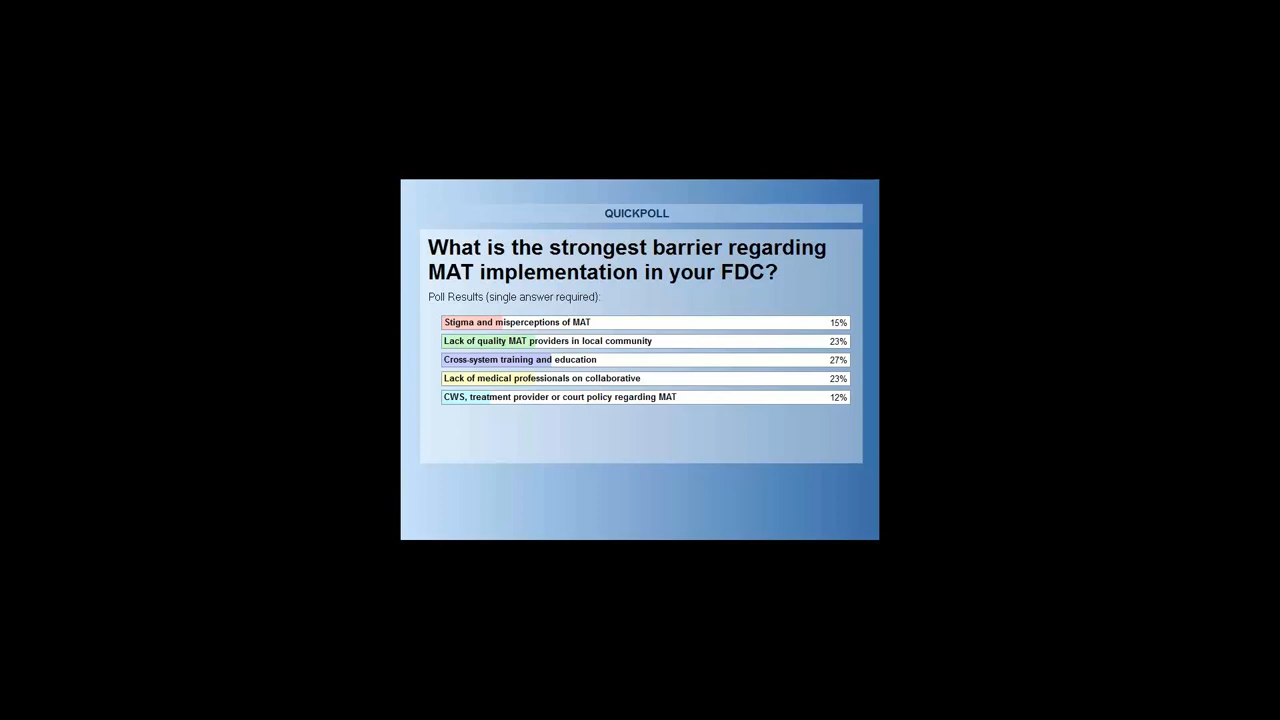 QUICKPOLL
What is the strongest barrier regarding
MAT implementation in your FDC?
Poll Results (single answer required):
Stigma and misperceptions of MAT 15%
Lack of quality MAT providers in local community 23%
Cross-system training and education 27%
Lack of medical professionals on collaborative 23%
CWS, treatment provider or court policy regarding MAT 12%